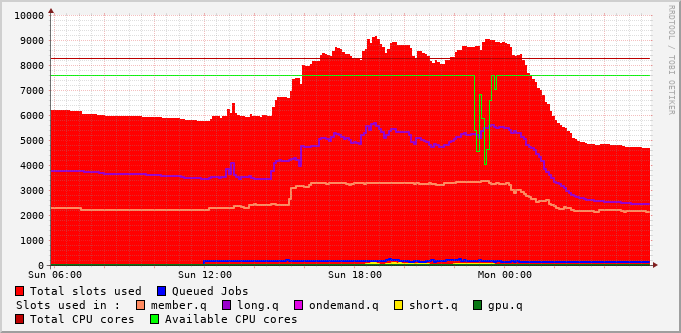 10000
9000
8000
7000
6000
5000
4000
3000
2000
1000
0
Sun 06:00 Sun 12:00 Sun 18:00 Mon 00:00
Total slots used Queued Jobs
Slots used in : member.q long.q ondemand.q short.q gpu.q
Total CPU cores Available CPU cores
RRDTOOL / TOBI OETIKER